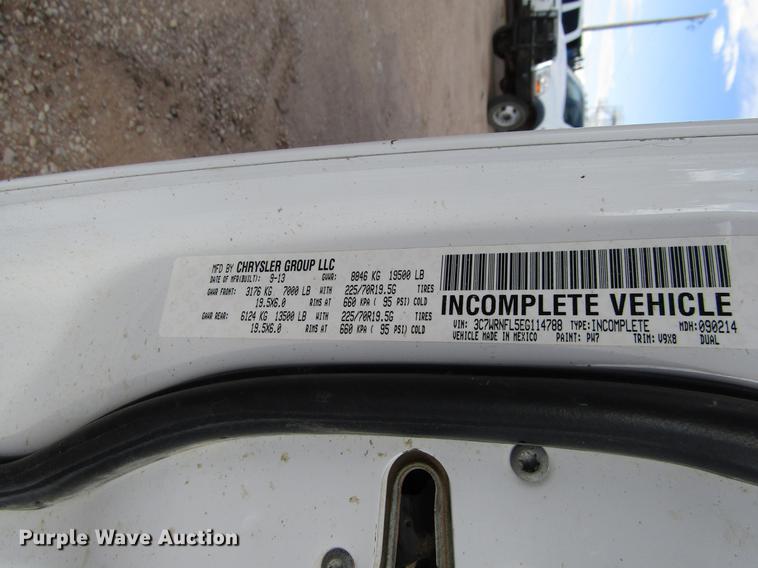 MFD BY CHRYSLER GROUP LLC
DATE OF MFR(BUILT): 9-13 GVWR: 8846 KG 19500 LB
GAWR FRONT: 3176 KG 7000 LB WITH 225/70R19.5G TIRES
19.5X6.0 RIMS AT 660 KPA ( 95 PSI) COLD
GAWR REAR: 6124 KG 13500 LB WITH 225/70R19.5G TIRES
19.5X6.0 RIMS AT 660 KPA ( 95 PSI) COLD
INCOMPLETE VEHICLE
VIN: 3C7WRNFL5EG114788 TYPE:INCOMPLETE MDH:090214
VEHICLE MADE IN MEXICO PAINT: PW7 TRIM: V9X8 DUAL
Purple Wave Auction